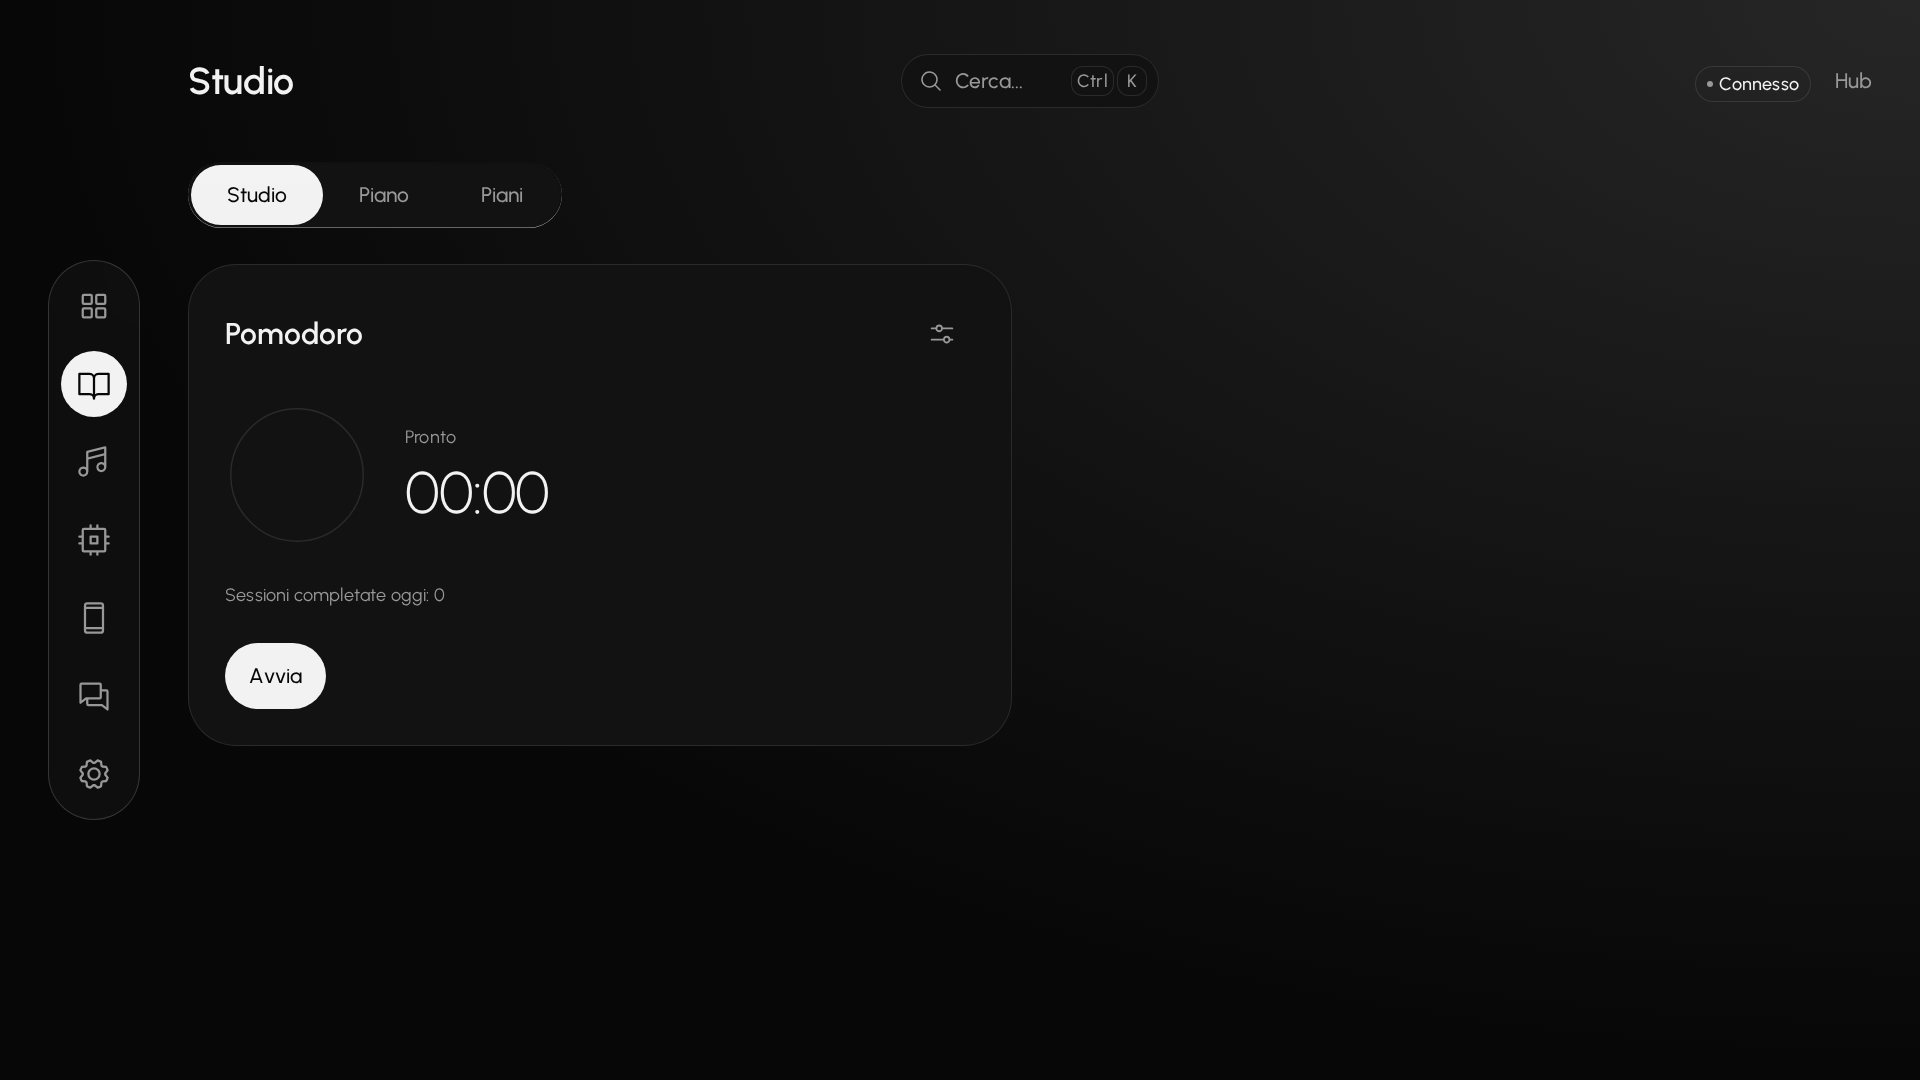 Studio
Cerca...
Ctrl K
Connesso
Hub
Studio
Piano
Piani
Pomodoro
Pronto
00:00
Sessioni completate oggi: 0
Avvia